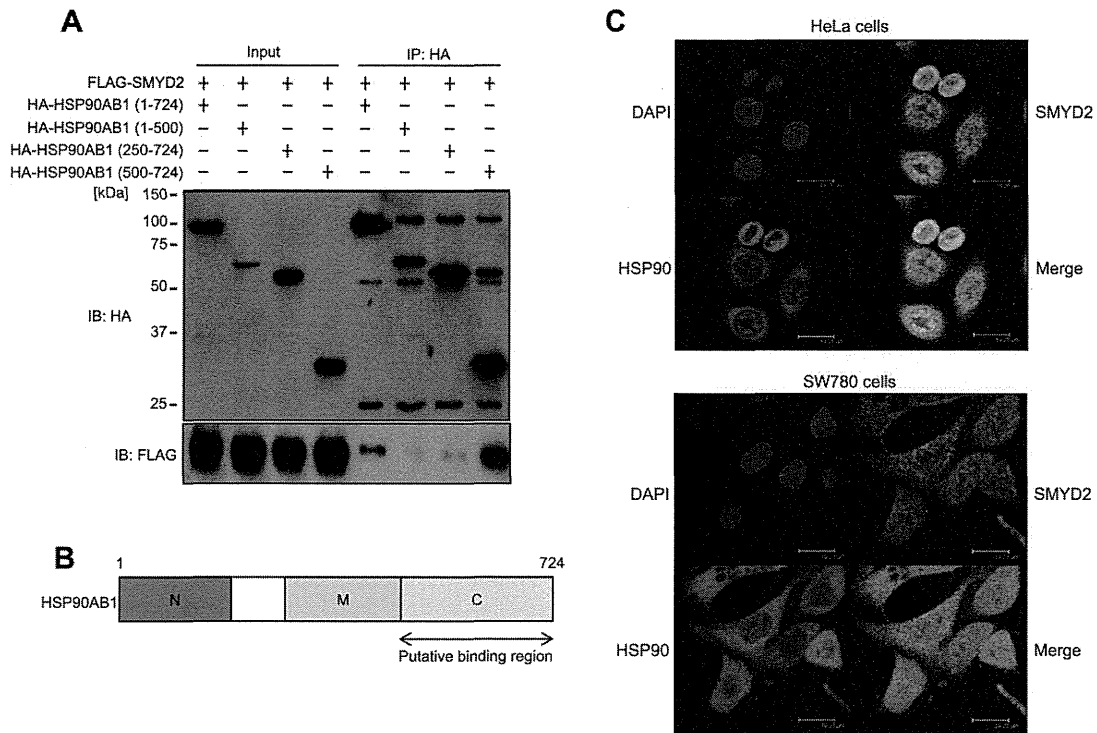 A
Input IP: HA
FLAG-SMYD2 + + + + + + + +
HA-HSP90AB1 (1-724) + − − − + − − −
HA-HSP90AB1 (1-500) − + − − − + − −
HA-HSP90AB1 (250-724) − − + − − − + −
HA-HSP90AB1 (500-724) − − − + − − − +
[kDa]
150-
100-
75-
50-
37-
25-
IB: HA
IB: FLAG
B
1 724
HSP90AB1 N M C
Putative binding region
C
HeLa cells
DAPI SMYD2
HSP90 Merge
SW780 cells
DAPI SMYD2
HSP90 Merge